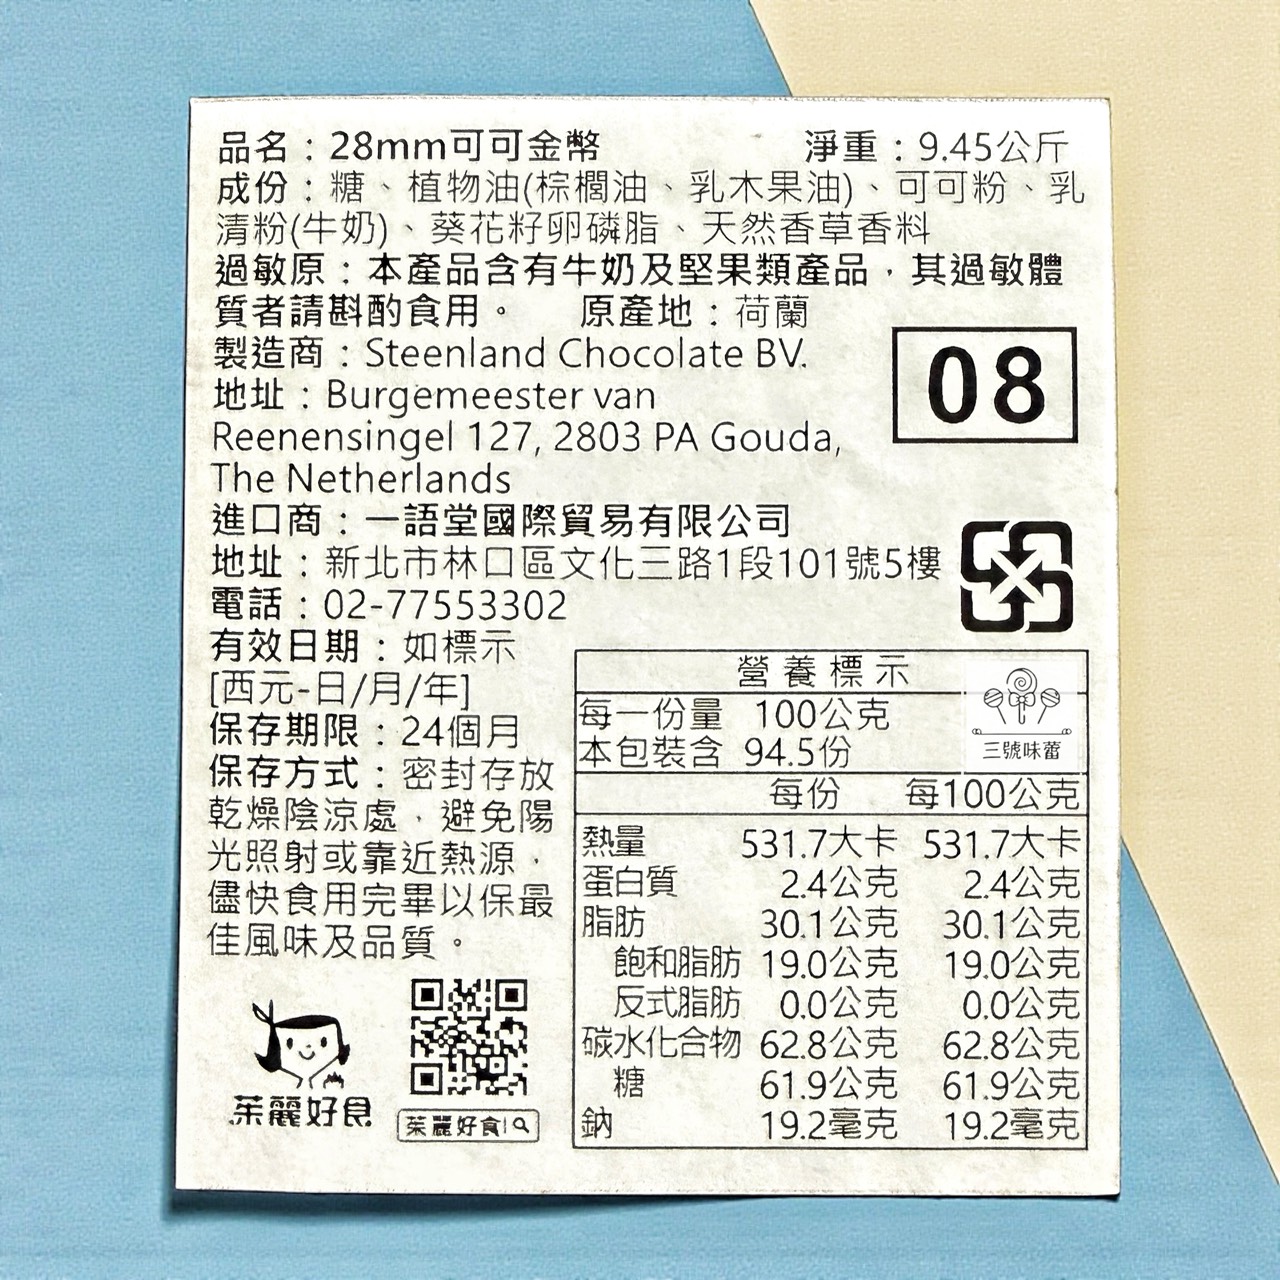 品名：28mm可可金幣 淨重：9.45公斤
成份：糖、植物油(棕櫚油、乳木果油)、可可粉、乳
清粉(牛奶)、葵花籽卵磷脂、天然香草香料
過敏原：本產品含有牛奶及堅果類產品，其過敏體
質者請斟酌食用。 原產地：荷蘭
製造商：Steenland Chocolate BV.
地址：Burgemeester van
Reenensingel 127, 2803 PA Gouda,
The Netherlands
08
進口商：一語堂國際貿易有限公司
地址：新北市林口區文化三路1段101號5樓
電話：02-77553302
有效日期：如標示
[西元-日/月/年]
保存期限：24個月
保存方式：密封存放
乾燥陰涼處，避免陽
光照射或靠近熱源，
儘快食用完畢以保最
佳風味及品質。
茱麗好食
茱麗好食
營養標示
每一份量 100公克
本包裝含 94.5份
三號味蕾
每份 每100公克
熱量 531.7大卡 531.7大卡
蛋白質 2.4公克 2.4公克
脂肪 30.1公克 30.1公克
飽和脂肪 19.0公克 19.0公克
反式脂肪 0.0公克 0.0公克
碳水化合物 62.8公克 62.8公克
糖 61.9公克 61.9公克
鈉 19.2毫克 19.2毫克